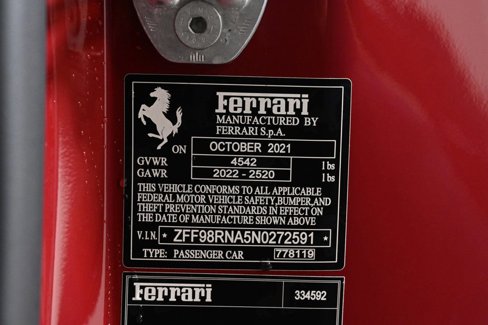 Ferrari
MANUFACTURED BY
FERRARI S.p.A.
ON OCTOBER 2021
GVWR 4542 lbs
GAWR 2022 - 2520 lbs
THIS VEHICLE CONFORMS TO ALL APPLICABLE
FEDERAL MOTOR VEHICLE SAFETY, BUMPER, AND
THEFT PREVENTION STANDARDS IN EFFECT ON
THE DATE OF MANUFACTURE SHOWN ABOVE
V.I.N. * ZFF98RNA5N0272591 *
TYPE: PASSENGER CAR 778119
Ferrari 334592